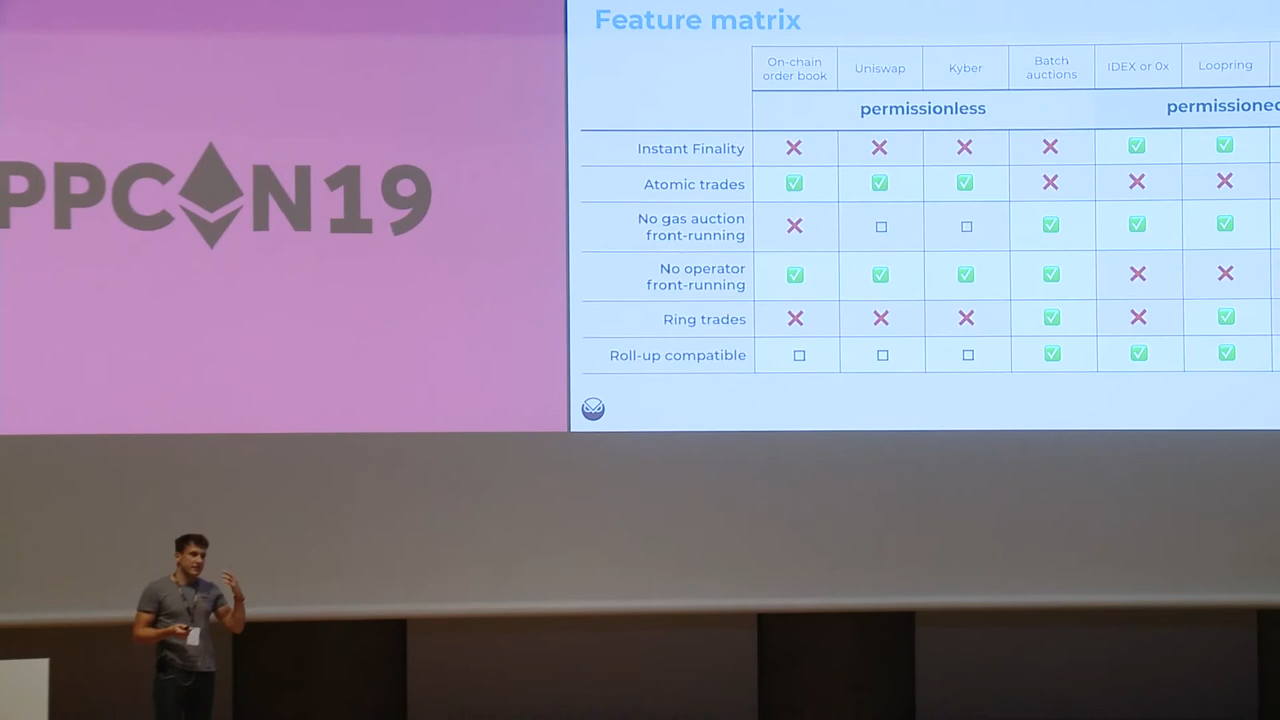 PPCON19
Feature matrix
On-chain
order book
Uniswap
Kyber
Batch
auctions
IDEX or 0x
Loopring
permissionless
permissioned
Instant Finality
Atomic trades
No gas auction
front-running
No operator
front-running
Ring trades
Roll-up compatible